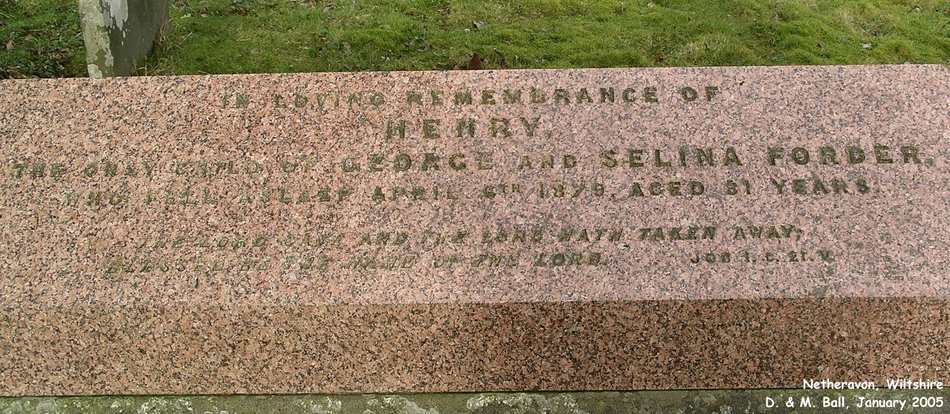 IN LOVING REMEMBRANCE OF
HENRY,
THE ONLY CHILD OF GEORGE AND SELINA FORDER,
WHO FELL ASLEEP APRIL 6TH 1879, AGED 31 YEARS.
THE LORD GAVE AND THE LORD HATH TAKEN AWAY;
BLESSED BE THE NAME OF THE LORD. JOB 1. C. 21. V.
Netheravon, Wiltshire
D. & M. Ball, January 2005